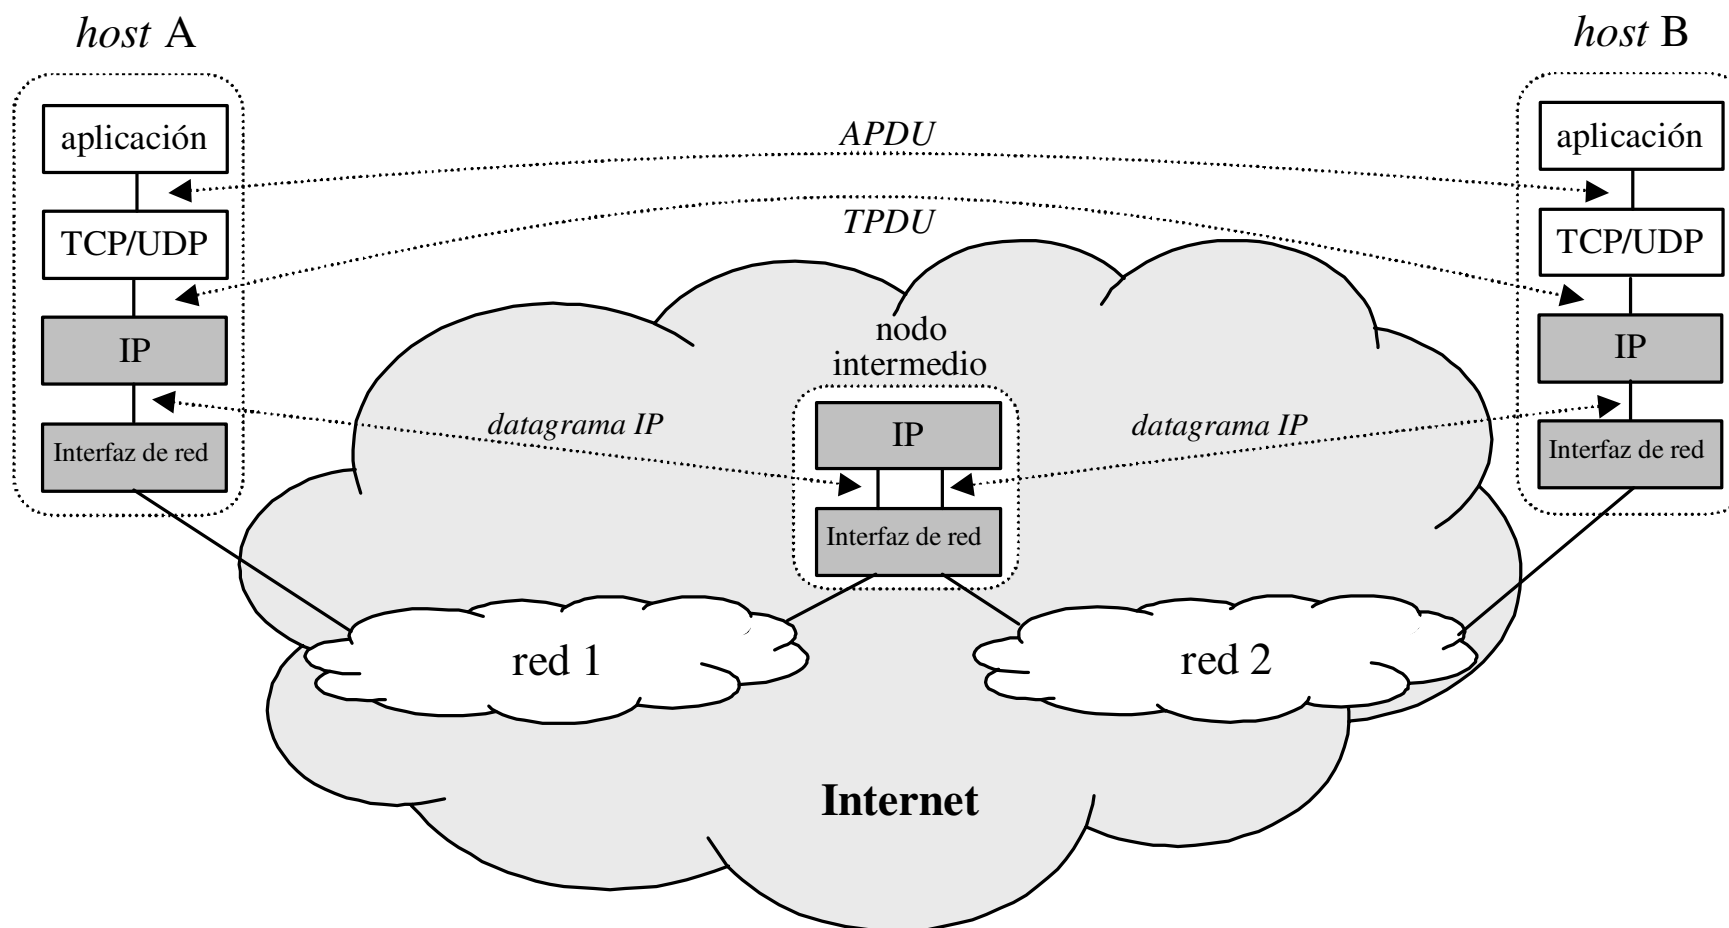 host A
host B
aplicación
aplicación
APDU
TCP/UDP
TPDU
TCP/UDP
IP
nodo
intermedio
IP
datagrama IP
IP
datagrama IP
Interfaz de red
Interfaz de red
Interfaz de red
red 1
red 2
Internet